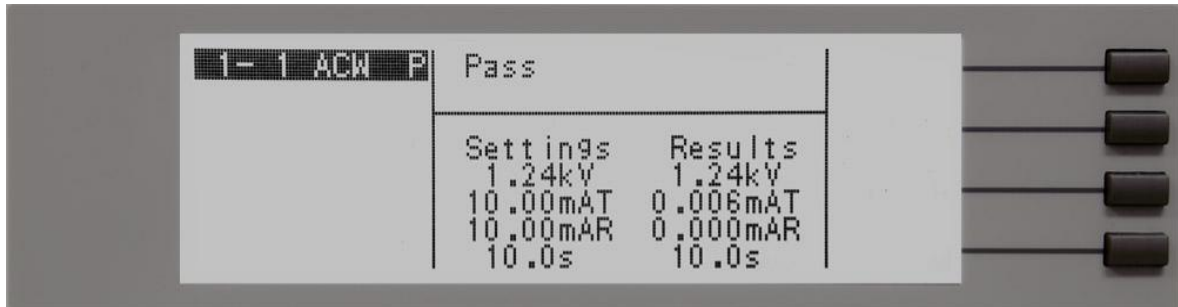 1- 1 ACW P
Pass
Settings Results
1.24kV 1.24kV
10.00mAT 0.006mAT
10.00mAR 0.000mAR
10.0s 10.0s